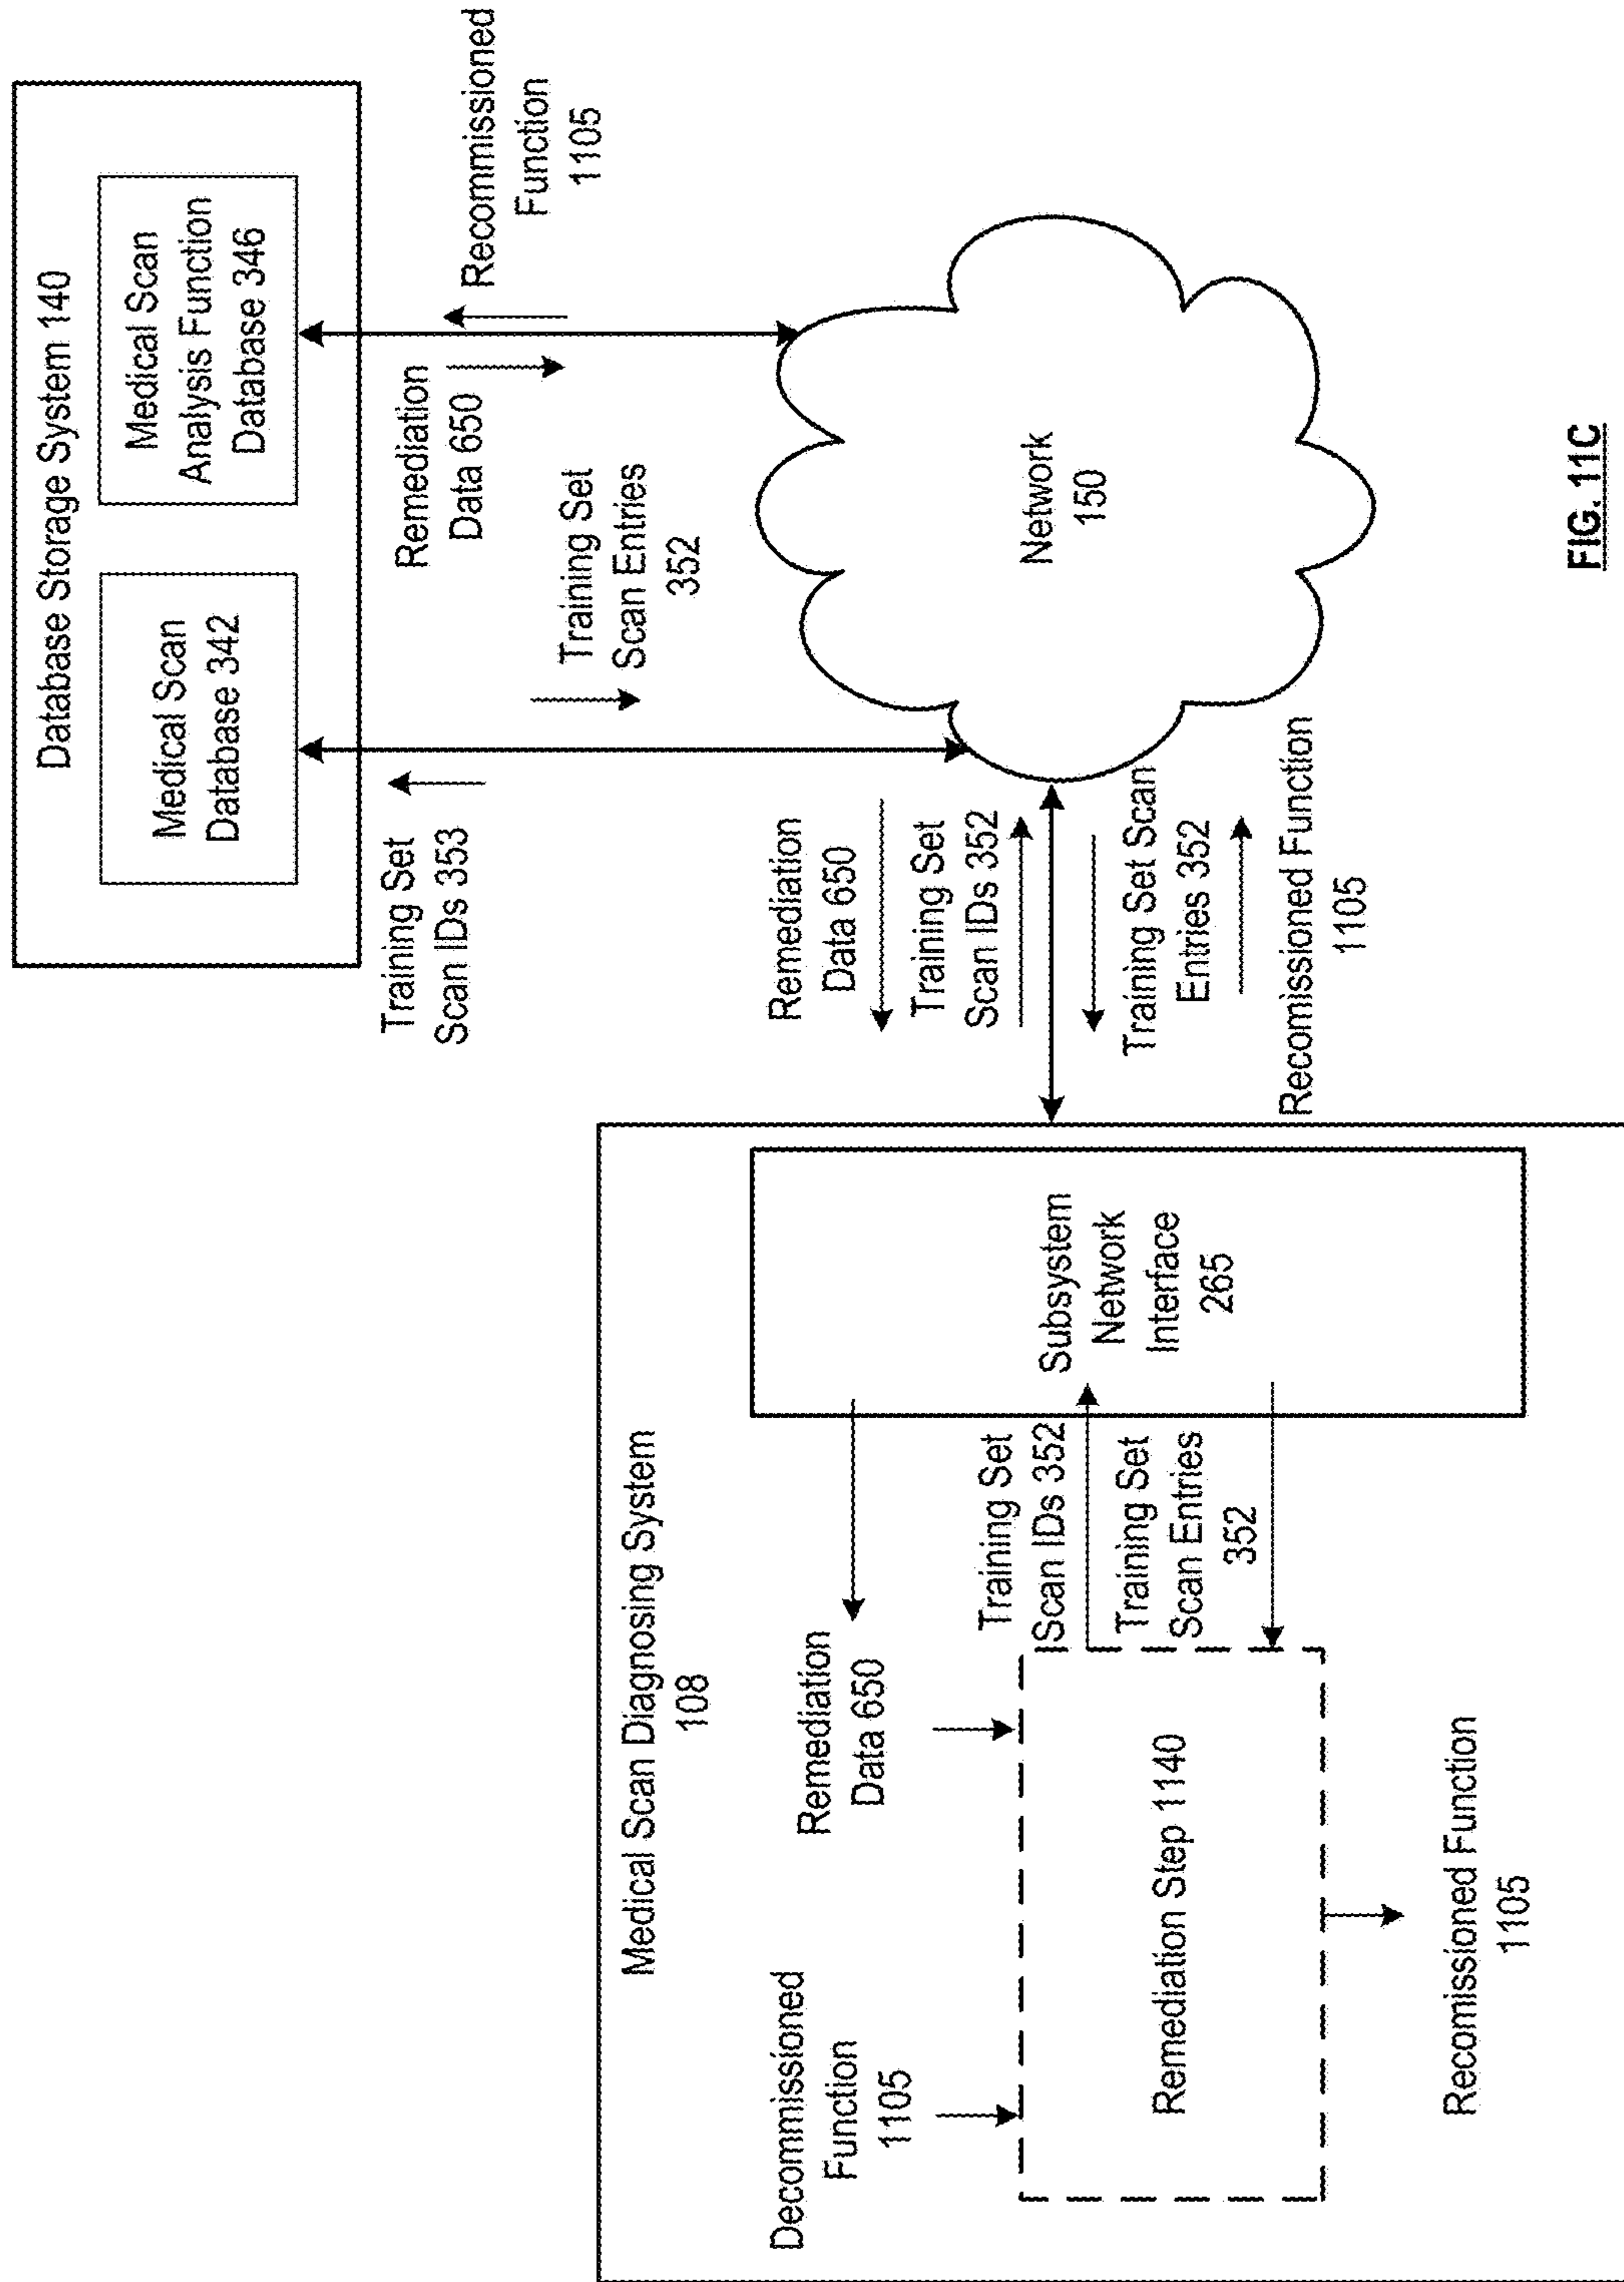 Database Storage System 140
Medical Scan
Database 342
Medical Scan
Analysis Function
Database 346
Training Set
Scan IDs 353
Remediation
Data 650
Recommissioned
Function
1105
Training Set
Scan Entries
352
Network
150
Remediation
Data 650
Training Set
Scan IDs 352
Training Set Scan
Entries 352
Recomissioned Function
1105
Medical Scan Diagnosing System
108
Subsystem
Network
Interface
265
Decommissioned
Function
1105
Remediation
Data 650
Training Set
Scan IDs 352
Training Set
Scan Entries
352
Remediation Step 1140
Recomissioned Function
1105
FIG. 11C